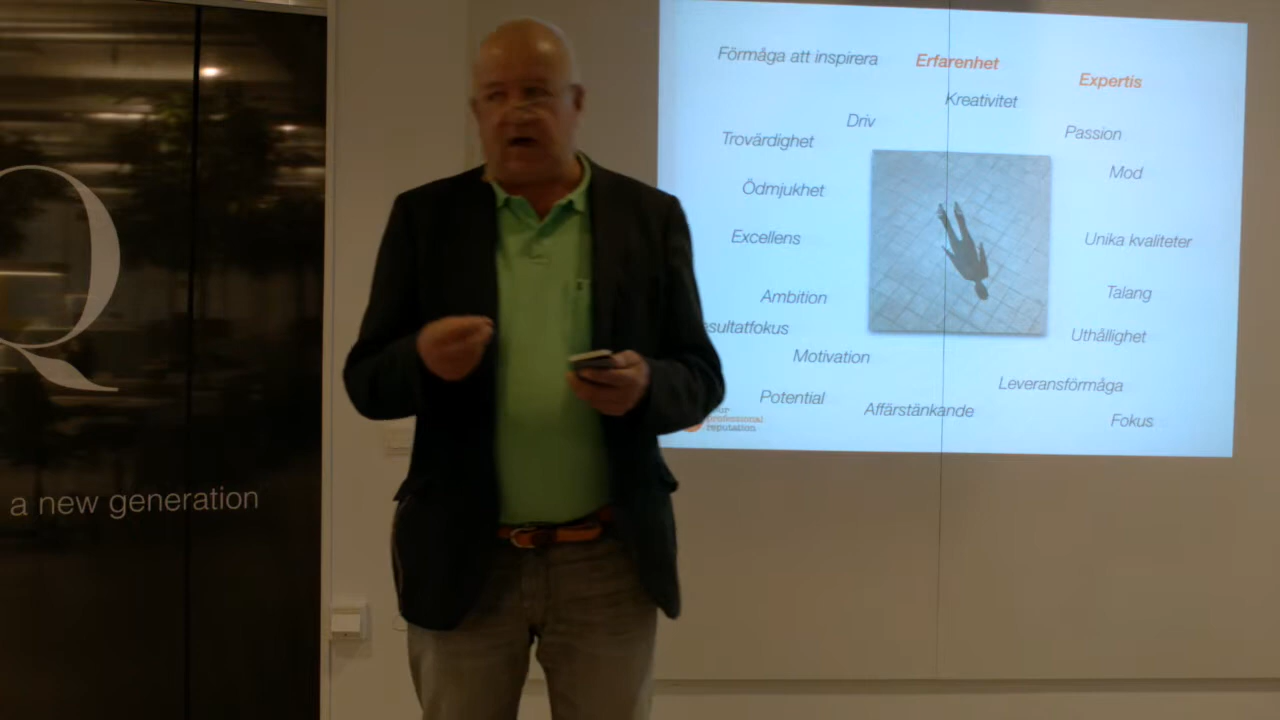 Q
a new generation
Förmåga att inspirera
Erfarenhet
Expertis
Kreativitet
Driv
Passion
Trovärdighet
Mod
Ödmjukhet
Excellens
Unika kvaliteter
Ambition
Talang
sultatfokus
Uthållighet
Motivation
Leveransförmåga
Potential
Affärstänkande
Fokus
professional
reputation